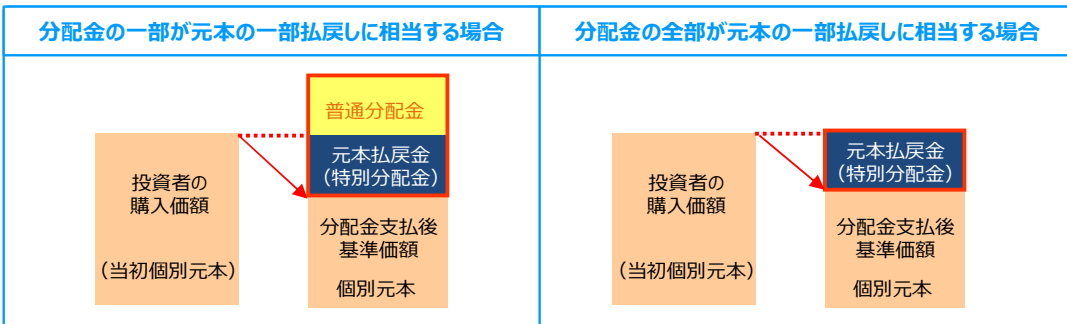 分配金の一部が元本の一部払戻しに相当する場合
分配金の全部が元本の一部払戻しに相当する場合
普通分配金
元本払戻金
(特別分配金)
投資者の
購入価額
(当初個別元本)
分配金支払後
基準価額
個別元本
元本払戻金
(特別分配金)
投資者の
購入価額
(当初個別元本)
分配金支払後
基準価額
個別元本